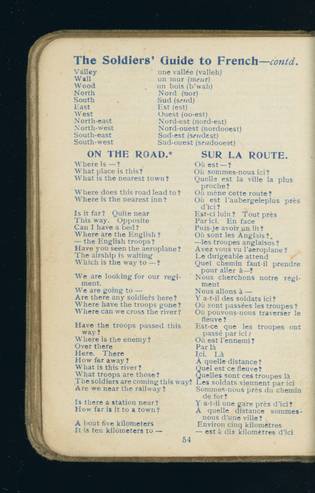 The Soldiers' Guide to French—contd.
Valley une vallée (valleh)
Wall un mur (meur)
Wood un bois (b'wah)
North Nord (nor)
South Sud (seud)
East Est (est)
West Ouest (oo-est)
North-east Nord-est (nord-est)
North-west Nord-ouest (nordooest)
South-east Sud-est (seudest)
South-west Sud-ouest (seudooest)
ON THE ROAD.* SUR LA ROUTE.
Where is —? Où est —?
What place is this? Où sommes-nous ici?
What is the nearest town? Quelle est la ville la plus
proche?
Where does this road lead to? Où mène cette route?
Where is the nearest inn? Où est l'aubergeleplus près
d'ici?
Is it far? Quite near Est-ci loin? Tout près
This way. Opposite Par ici. En face
Can I have a bed? Puis-je avoir un lit?
Where are the English? Où sont les Anglais?
— the English troops? —les troupes anglaises?
Have you seen the aeroplane? Avez vous vu l'aeroplane?
The airship is waiting Le dirigeable attend
Which is the way to —? Quel chemin faut-il prendre
pour aller à—?
We are looking for our regi- Nous cherchons notre regi-
ment. ment
We are going to — Nous allons à —
Are there any soldiers here? Y a-t-il des soldats ici?
Where have the troops gone? Où sont passées les troupes?
Where can we cross the river? Où pouvons-nous traverser le
fleuve?
Have the troops passed this Est-ce que les troupes ont
way? passé par ici?
Where is the enemy? Où est l'ennemi?
Over there Par là
Here. There Ici. Là
How far away? A quelle distance?
What is this river? Quel est ce fleuve?
What troops are those? Quelles sont ces troupes là
The soldiers are coming this way? Les soldats viennent par ici
Are we near the railway? Sommes-nous près du chemin
de fer?
Is there a station near? Y a-t-il une gare près d'ici?
How far is it to a town? A quelle distance sommes-
nous d'une ville?
About five kilometers Environ cinq kilomètres
It is ten kilometers to — — est à dix kilomètres d'ici
54